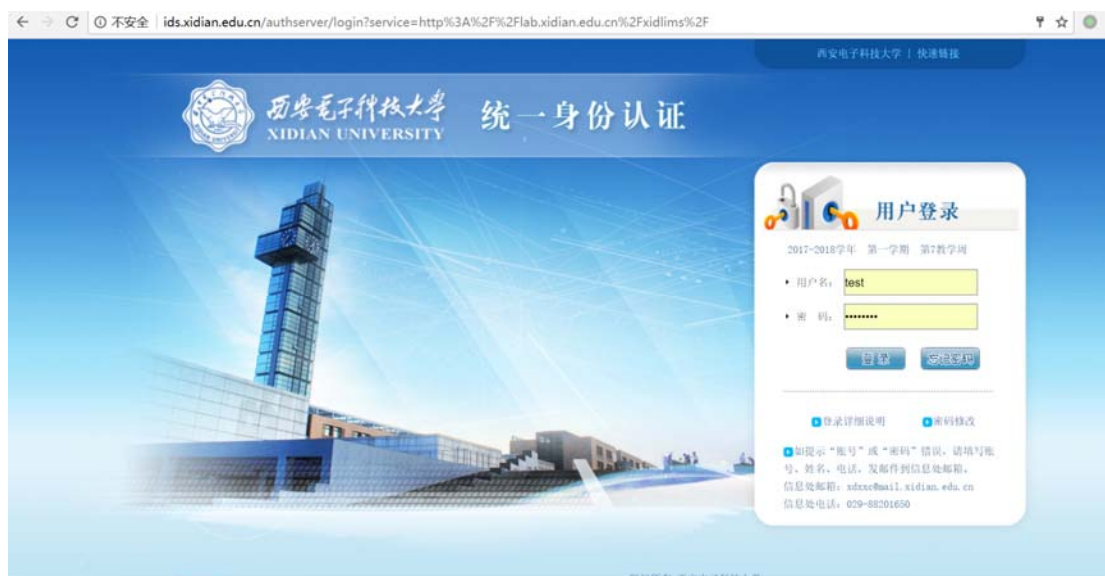 不安全 ids.xidian.edu.cn/authserver/login?service=http%3A%2F%2Flab.xidian.edu.cn%2Fxidlims%2F
西安电子科技大学 | 快速链接
西安电子科技大学
XIDIAN UNIVERSITY
统一身份认证
用户登录
2017-2018学年 第一学期 第7教学周
用户名: test
密 码: ••••••••
登录 忘记密码
登录详细说明 密码修改
如提示“账号”或“密码”错误,请填写账
号、姓名、电话,发邮件到信息处邮箱。
信息处邮箱: xdxxc@mail.xidian.edu.cn
信息处电话: 029-88201650